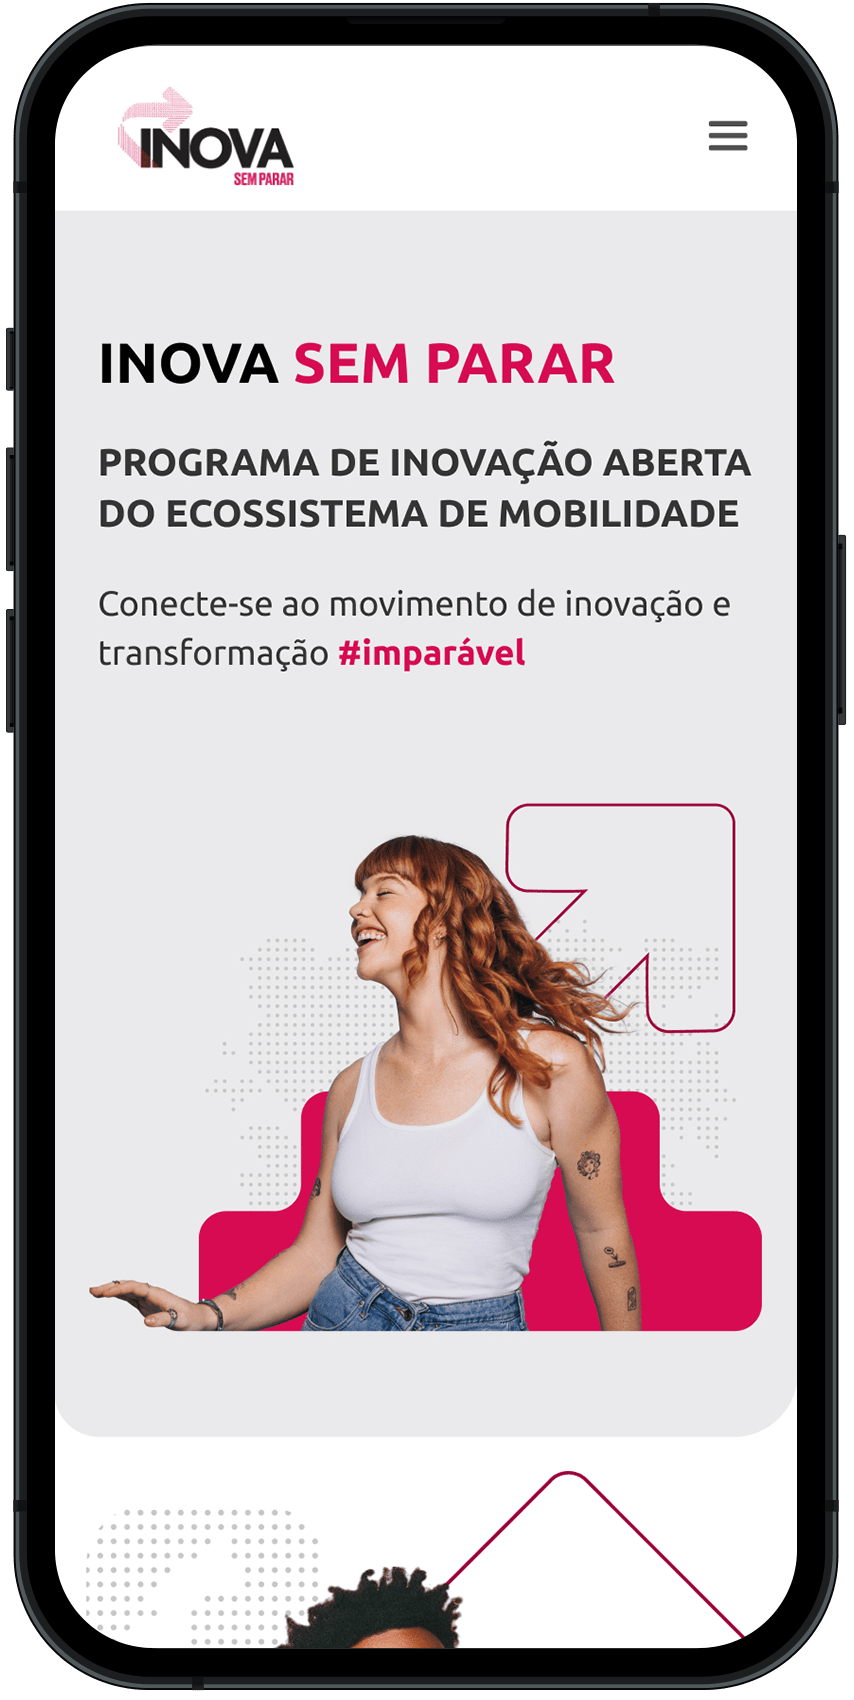 INOVA
SEM PARAR
INOVA SEM PARAR
PROGRAMA DE INOVAÇÃO ABERTA
DO ECOSSISTEMA DE MOBILIDADE
Conecte-se ao movimento de inovação e
transformação #imparável